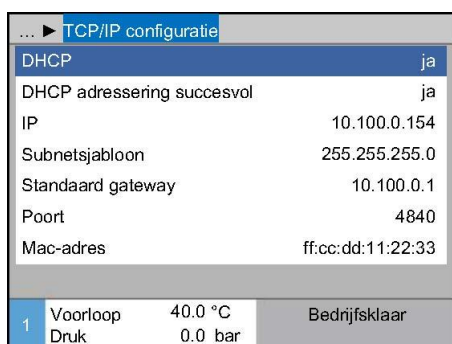 ... ► TCP/IP configuratie
DHCP ja
DHCP adressering succesvol ja
IP 10.100.0.154
Subnetsjabloon 255.255.255.0
Standaard gateway 10.100.0.1
Poort 4840
Mac-adres ff:cc:dd:11:22:33
1 Voorloop 40.0 °C Bedrijfsklaar
Druk 0.0 bar